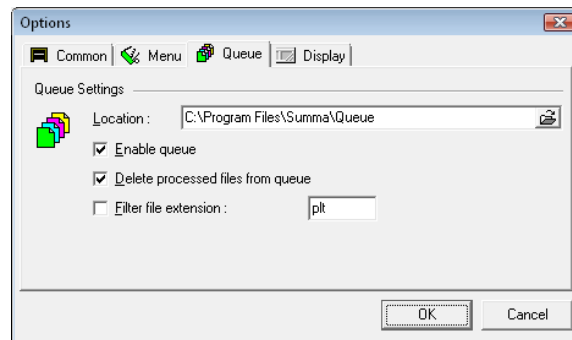 Options
Common Menu Queue Display
Queue Settings
Location : C:\Program Files\Summa\Queue
Enable queue
Delete processed files from queue
Filter file extension : plt
OK Cancel